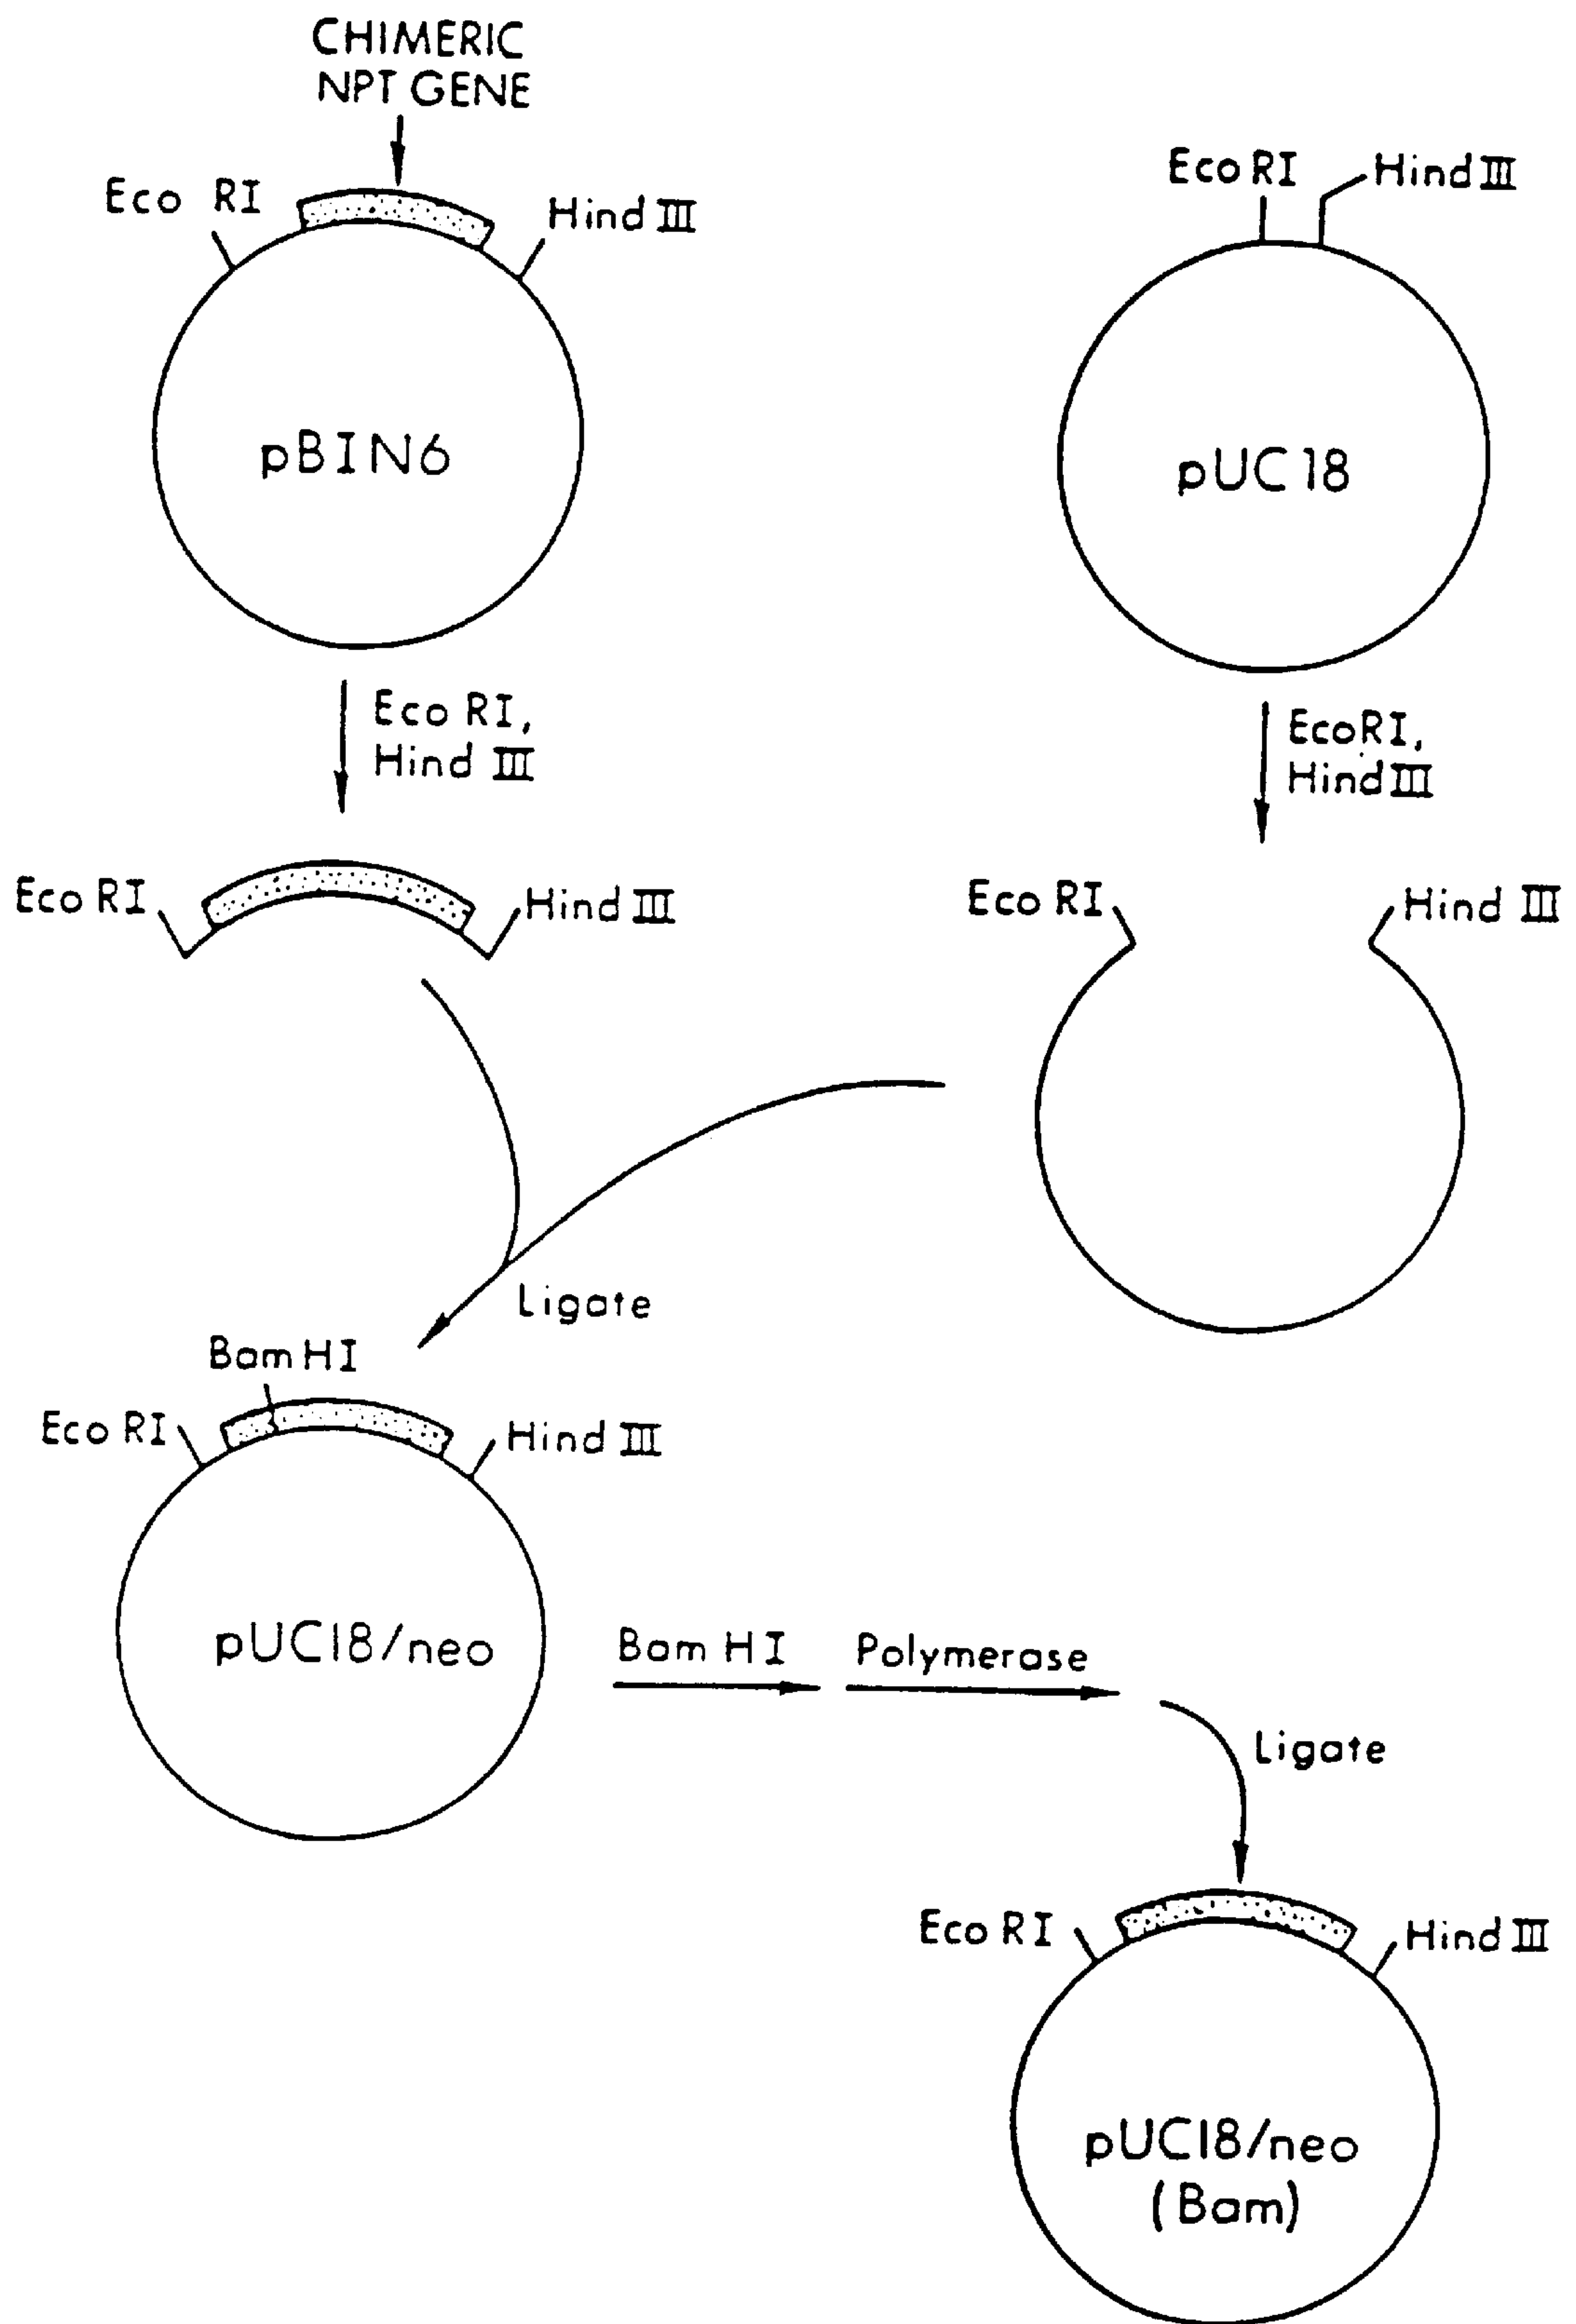 CHIMERIC
NPT GENE
Eco RI
Hind III
pBIN6
EcoRI
Hind III
pUC18
Eco RI,
Hind III
EcoRI,
Hind III
Eco RI
Hind III
Eco RI
Hind III
Ligate
Bam HI
Eco RI
Hind III
pUC18/neo
Bam HI
Polymerase
Ligate
Eco RI
Hind III
pUC18/neo
(Bam)